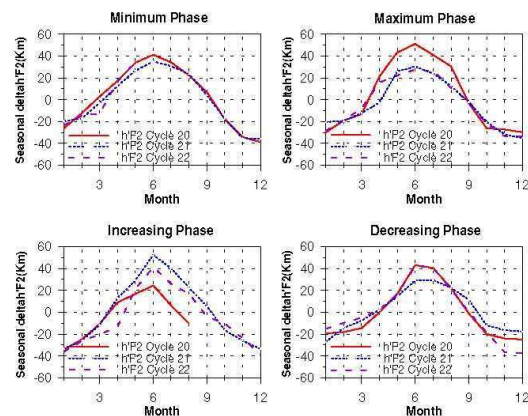 Minimum Phase
Seasonal deltah'F2(Km)
60
40
20
0
-20
-40
-60
h'F2 Cycle 20
h'F2 Cycle 21
h'F2 Cycle 22
3
6
9
12
Month
Maximum Phase
Seasonal deltah'F2(Km)
60
40
20
0
-20
-40
-60
h'F2 Cycle 20
h'F2 Cycle 21
h'F2 Cycle 22
3
6
9
12
Month
Increasing Phase
Seasonal deltah'F2(Km)
60
40
20
0
-20
-40
-60
h'F2 Cycle 20
h'F2 Cycle 21
h'F2 Cycle 22
3
6
9
12
Month
Decreasing Phase
Seasonal deltah'F2(Km)
60
40
20
0
-20
-40
-60
h'F2 Cycle 20
h'F2 Cycle 21
h'F2 Cycle 22
3
6
9
12
Month